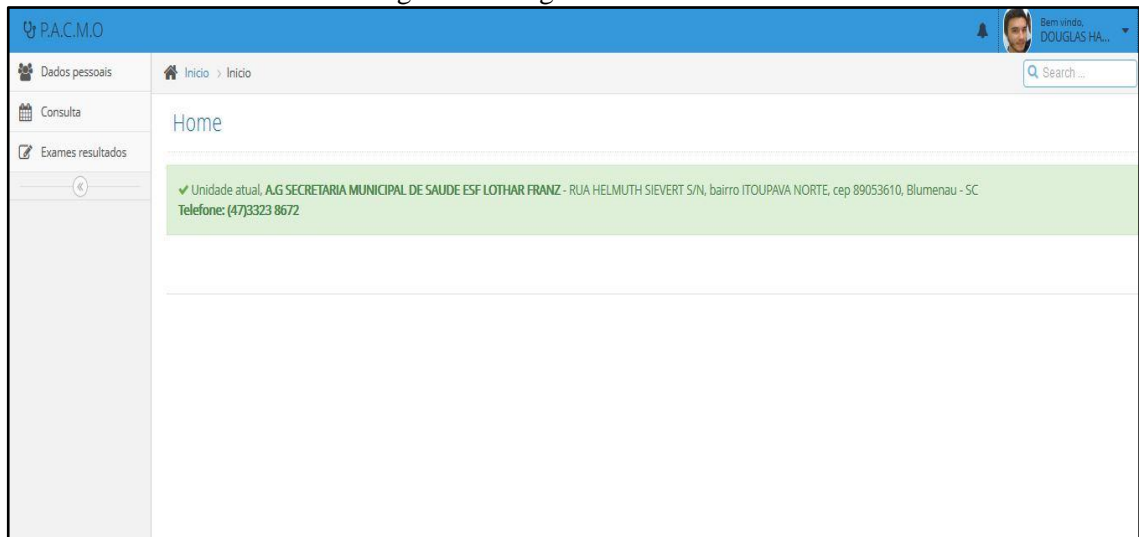 P.A.C.M.O
Bem vindo,
DOUGLAS HA...
Dados pessoais
Inicio > Inicio
Search ...
Consulta
Home
Exames resultados
Unidade atual, A.G SECRETARIA MUNICIPAL DE SAUDE ESF LOTHAR FRANZ - RUA HELMUTH SIEVERT S/N, bairro ITOUPAVA NORTE, cep 89053610, Blumenau - SC
Telefone: (47)3323 8672